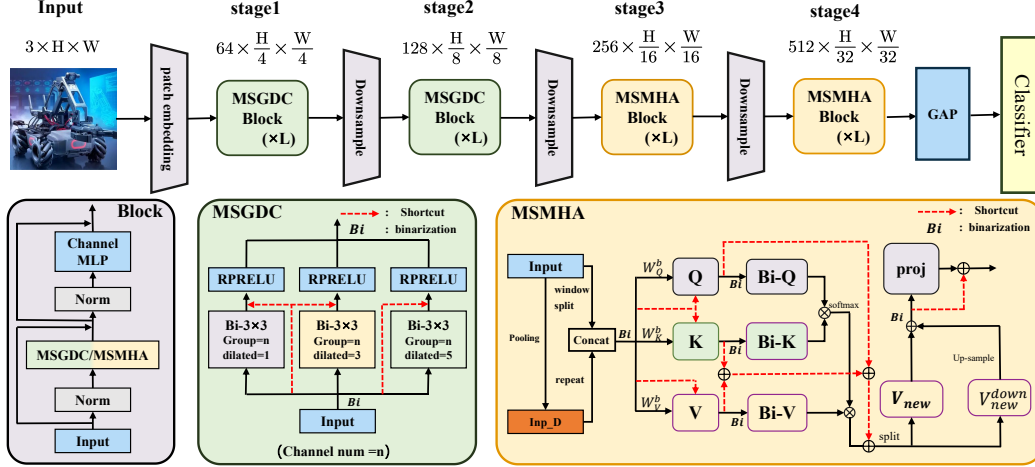 Input
stage1
stage2
stage3
stage4
3 × H × W
64 × H/4 × W/4
128 × H/8 × W/8
256 × H/16 × W/16
512 × H/32 × W/32
patch embedding
MSGDC
Block
(×L)
Downsample
MSGDC
Block
(×L)
Downsample
MSMHA
Block
(×L)
Downsample
MSMHA
Block
(×L)
GAP
Classifier
Block
Channel
MLP
Norm
MSGDC/MSMHA
Norm
Input
MSGDC
: Shortcut
Bi : binarization
RPRELU
RPRELU
RPRELU
Bi-3×3
Group=n
dilated=1
Bi-3×3
Group=n
dilated=3
Bi-3×3
Group=n
dilated=5
Bi
Input
(Channel num =n)
MSMHA
: Shortcut
Bi : binarization
Input
window
split
Pooling
Concat
repeat
Inp_D
Bi
W_Q^b
W_K^b
W_V^b
Q
Bi
Bi-Q
K
Bi
Bi-K
V
Bi
Bi-V
softmax
split
proj
Bi
Up-sample
V_new
V_new^down